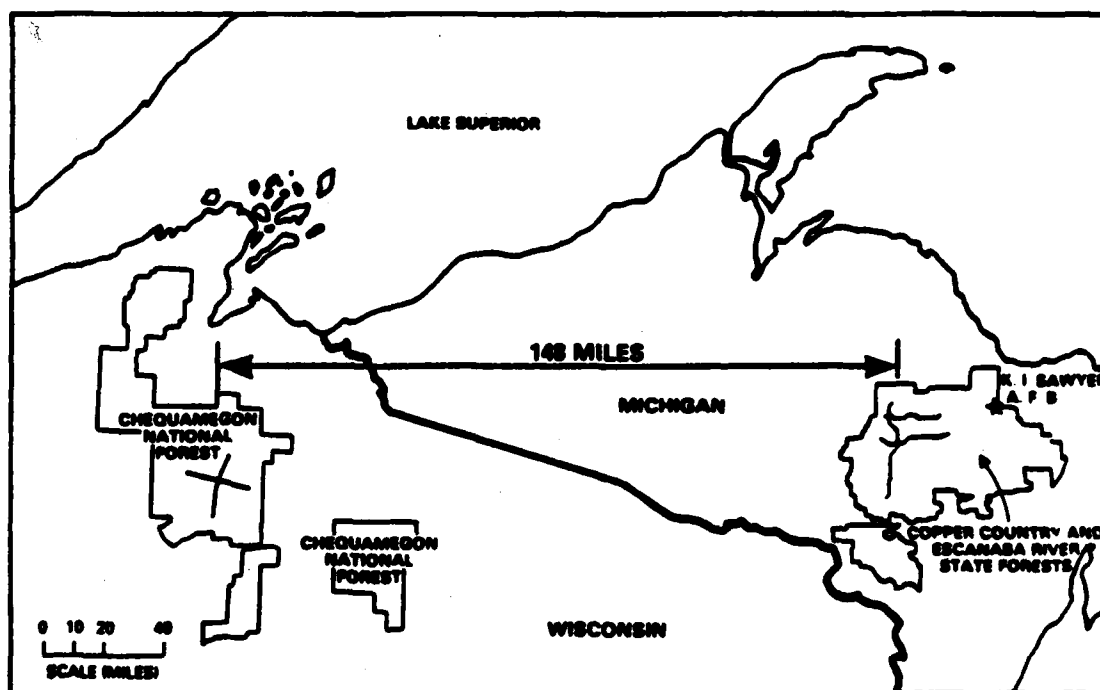 LAKE SUPERIOR
148 MILES
MICHIGAN
K. I SAWYER
A. F B
CHEQUAMEGON
NATIONAL
FOREST
CHEQUAMEGON
NATIONAL
FOREST
COPPER COUNTRY AND
ESCANABA RIVER
STATE FORESTS
WISCONSIN
0 10 20 40
SCALE (MILES)